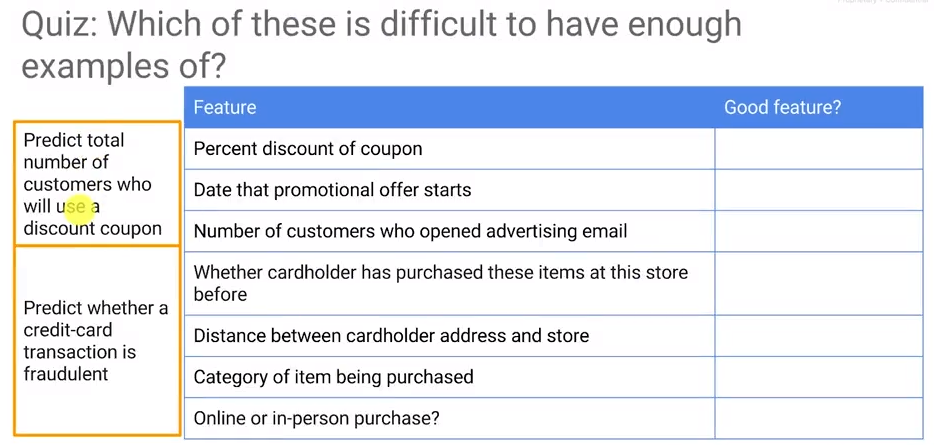 Quiz: Which of these is difficult to have enough
examples of?
Feature Good feature?
Predict total
number of
customers who
will use a
discount coupon
Percent discount of coupon
Date that promotional offer starts
Number of customers who opened advertising email
Predict whether a
credit-card
transaction is
fraudulent
Whether cardholder has purchased these items at this store
before
Distance between cardholder address and store
Category of item being purchased
Online or in-person purchase?